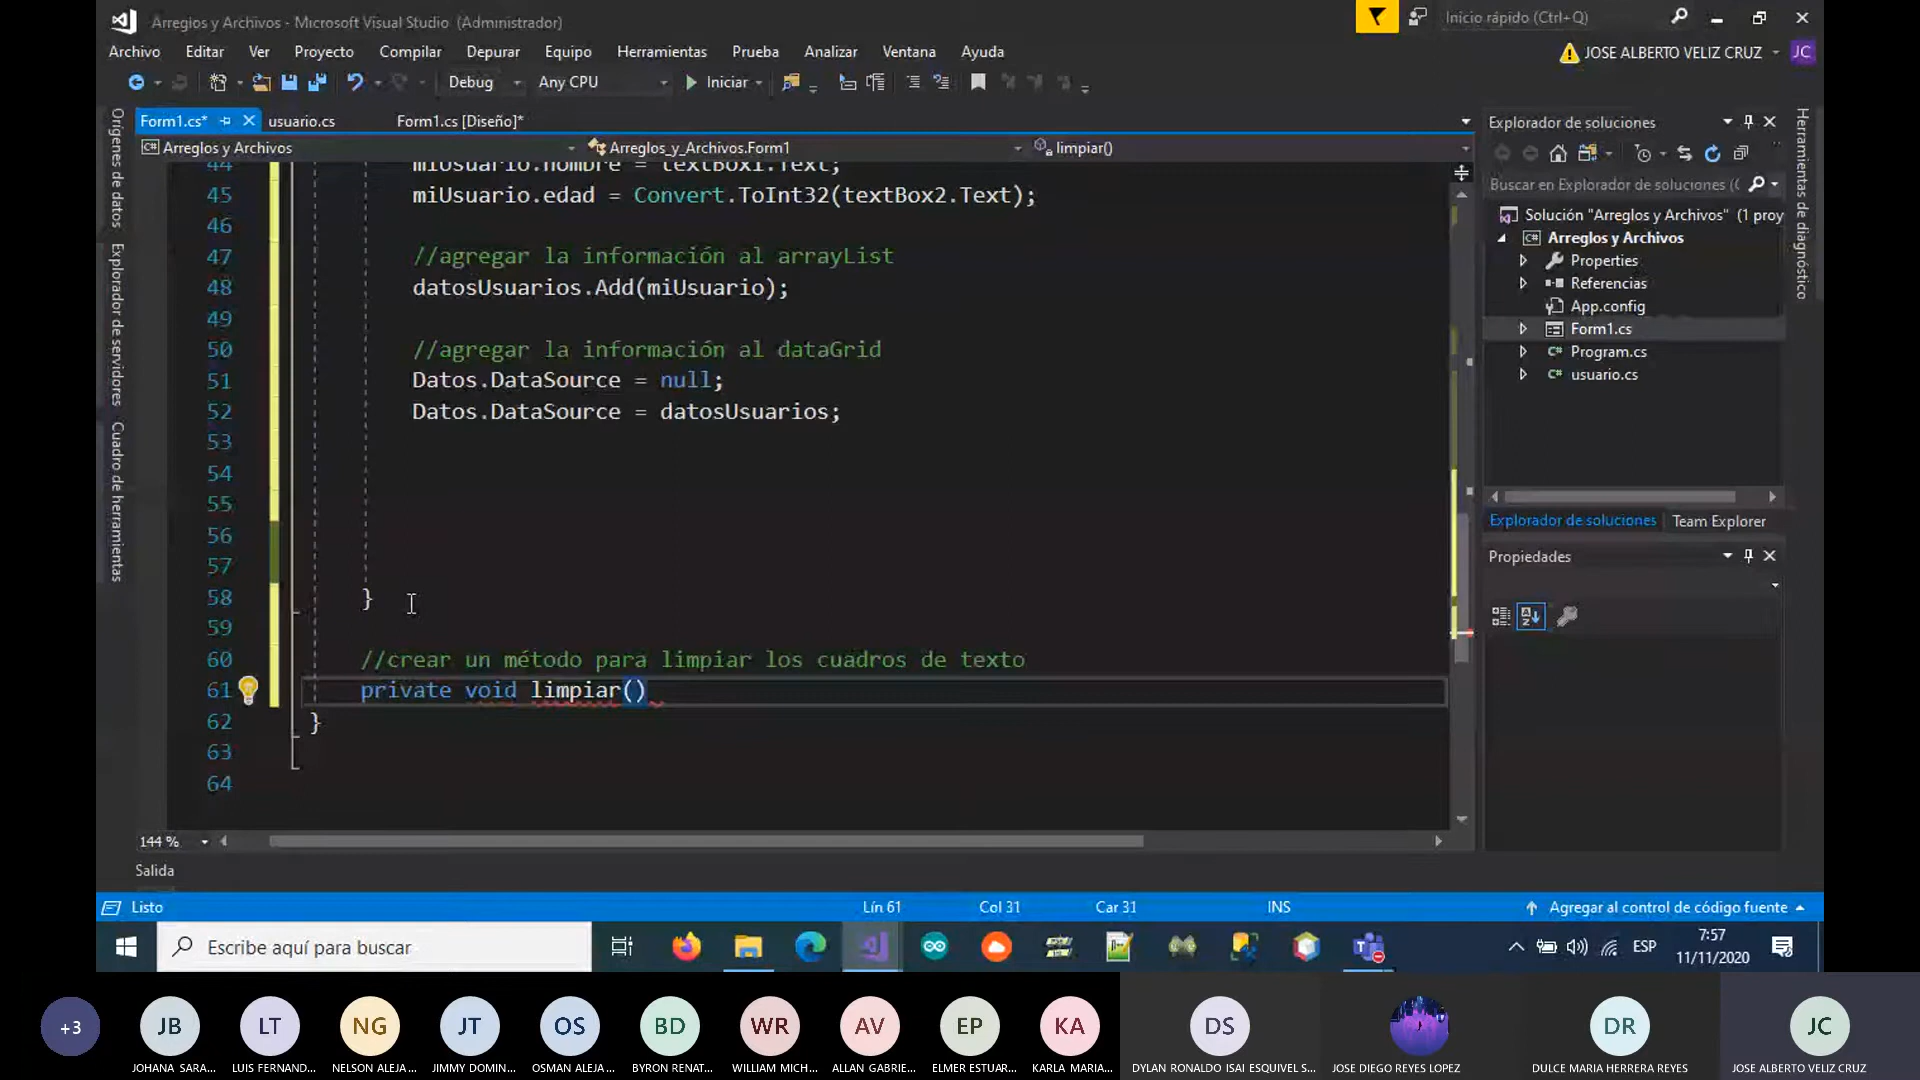 Arreglos y Archivos - Microsoft Visual Studio (Administrador)
Inicio rápido (Ctrl+Q)
Archivo Editar Ver Proyecto Compilar Depurar Equipo Herramientas Prueba Analizar Ventana Ayuda
JOSE ALBERTO VELIZ CRUZ JC
Debug Any CPU Iniciar
Form1.cs* usuario.cs Form1.cs [Diseño]*
Arreglos y Archivos Arreglos_y_Archivos.Form1 limpiar()
44 miUsuario.nombre = textBox1.Text;
45 miUsuario.edad = Convert.ToInt32(textBox2.Text);
46
47 //agregar la información al arrayList
48 datosUsuarios.Add(miUsuario);
49
50 //agregar la información al dataGrid
51 Datos.DataSource = null;
52 Datos.DataSource = datosUsuarios;
53
54
55
56
57
58 }
59
60 //crear un método para limpiar los cuadros de texto
61 private void limpiar()
62 }
63
64
144 %
Salida
Orígenes de datos
Explorador de servidores
Cuadro de herramientas
Explorador de soluciones
Buscar en Explorador de soluciones (
Solución "Arreglos y Archivos" (1 proy
Arreglos y Archivos
Properties
Referencias
App.config
Form1.cs
Program.cs
usuario.cs
Explorador de soluciones Team Explorer
Propiedades
Herramientas de diagnóstico
Listo Lín 61 Col 31 Car 31 INS Agregar al control de código fuente
Escribe aquí para buscar
ESP
7:57
11/11/2020
+3 JB LT NG JT OS BD WR AV EP KA DS DR JC
JOHANA SARA... LUIS FERNAND... NELSON ALEJA... JIMMY DOMIN... OSMAN ALEJA... BYRON RENAT... WILLIAM MICH... ALLAN GABRIE... ELMER ESTUAR... KARLA MARIA... DYLAN RONALDO ISAI ESQUIVEL S... JOSE DIEGO REYES LOPEZ DULCE MARIA HERRERA REYES JOSE ALBERTO VELIZ CRUZ